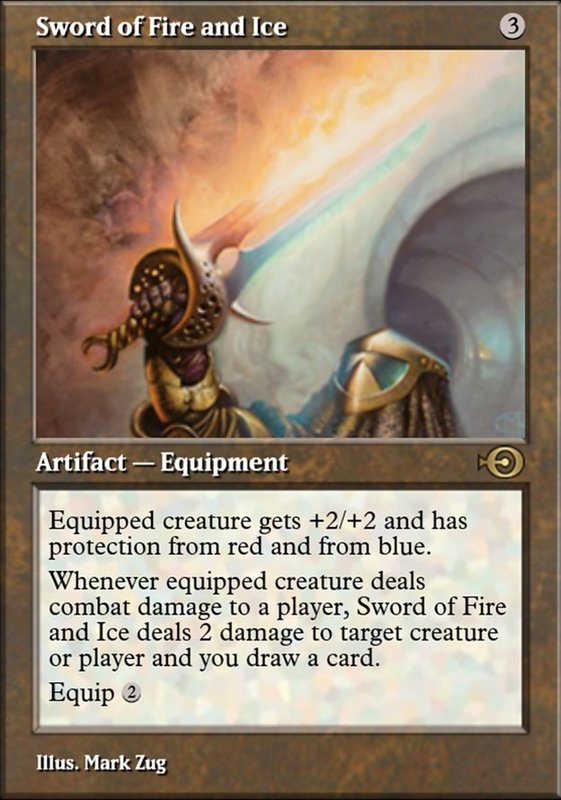 Sword of Fire and Ice 3
Artifact — Equipment
Equipped creature gets +2/+2 and has
protection from red and from blue.
Whenever equipped creature deals
combat damage to a player, Sword of Fire
and Ice deals 2 damage to target creature
or player and you draw a card.
Equip 2
Illus. Mark Zug